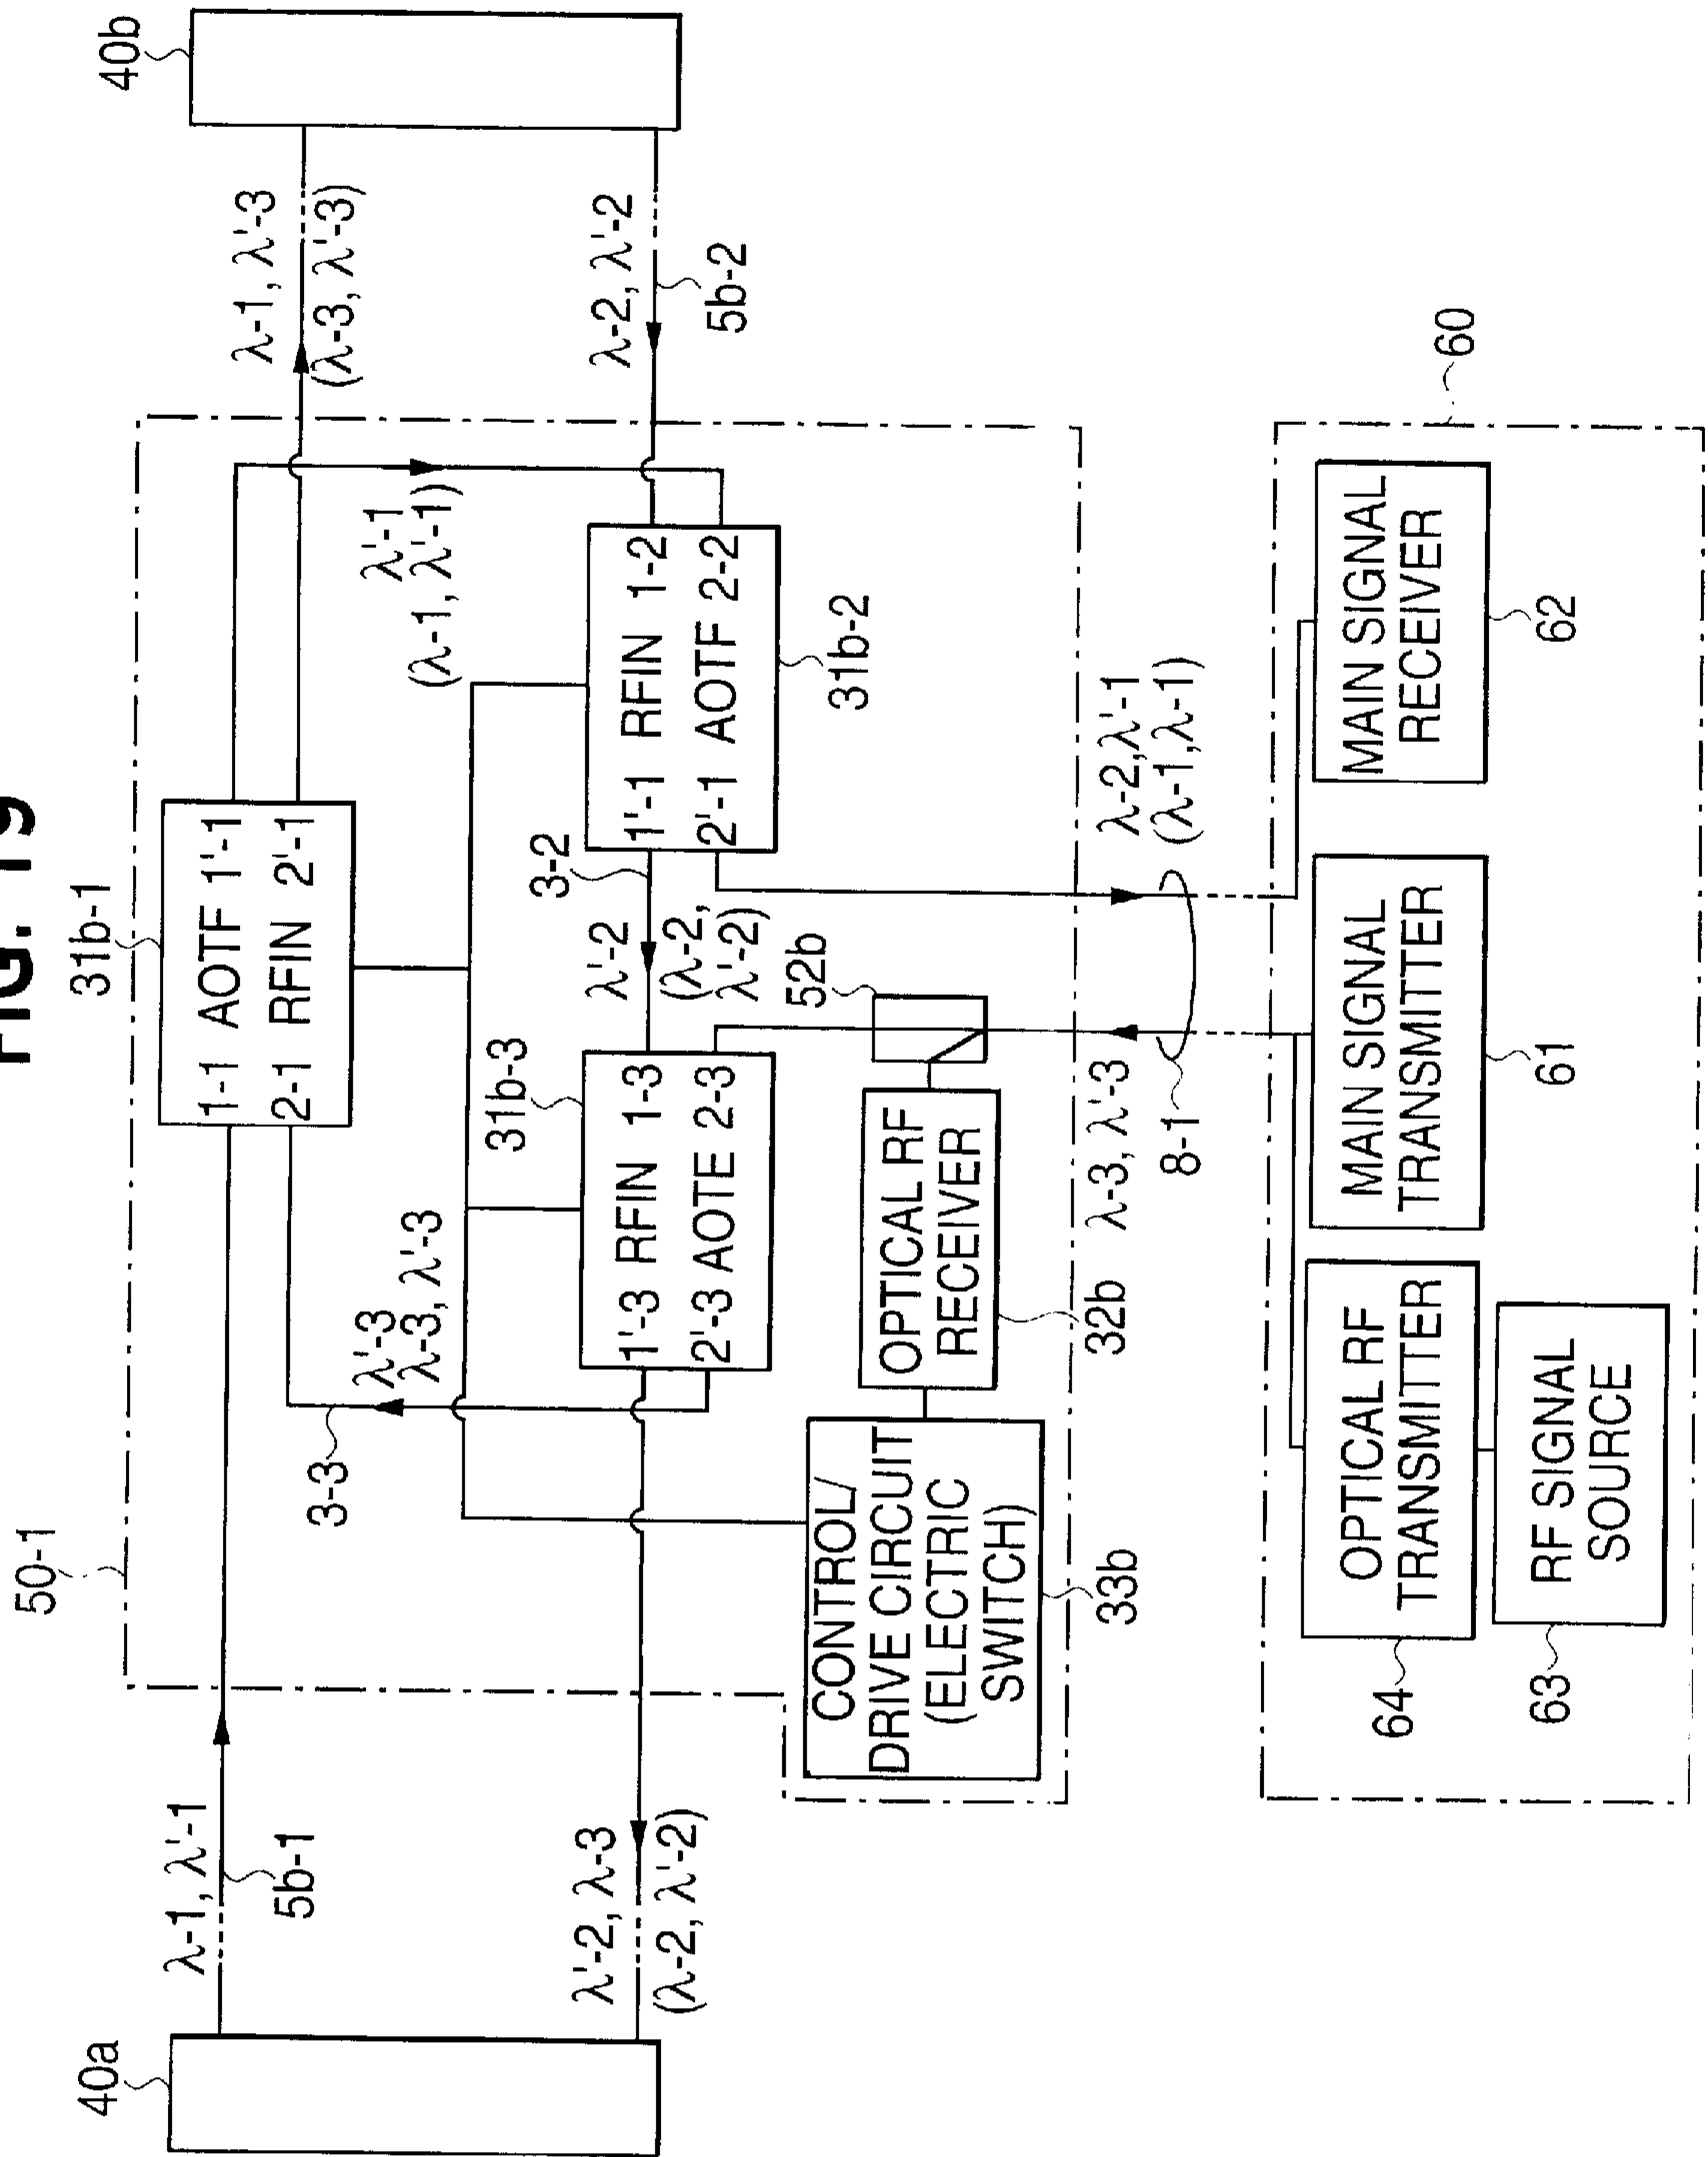 FIG. 19
50-1
31b-1
40b
40a
λ-1, λ'-1
5b-1
1-1 AOTF 1'-1
2-1 RFIN 2'-1
λ-1, λ'-3
(λ-3, λ'-3)
λ'-1
(λ-1, λ'-1)
3-3
λ'-3
λ-3, λ'-3
31b-3
1'-3 RFIN 1-3
2'-3 AOTE 2-3
λ'-2
(λ-2,
λ'-2)
3-2
1'-1 RFIN 1-2
2'-1 AOTF 2-2
31b-2
λ-2, λ'-2
5b-2
λ'-2, λ-3
(λ-2, λ'-2)
CONTROL/
DRIVE CIRCUIT
(ELECTRIC
SWITCH)
33b
OPTICAL RF
RECEIVER
32b
52b
λ-3, λ'-3
8-1
λ-2,λ'-1
(λ-1,λ-1)
60
OPTICAL RF
TRANSMITTER
64
RF SIGNAL
SOURCE
63
MAIN SIGNAL
TRANSMITTER
61
MAIN SIGNAL
RECEIVER
62